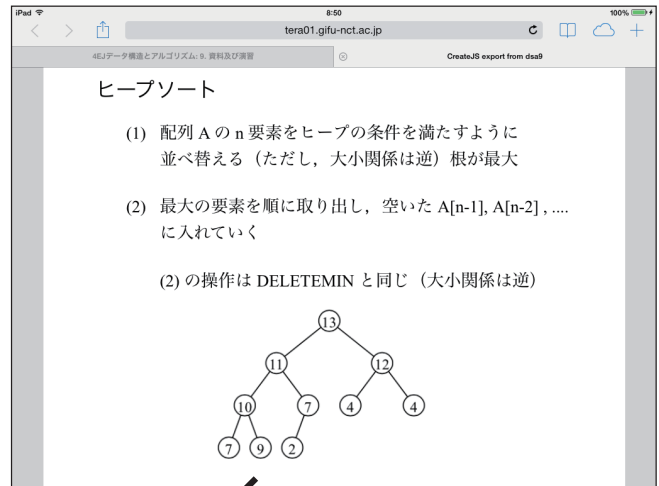 iPad
8:50
100%
tera01.gifu-nct.ac.jp
4EJデータ構造とアルゴリズム: 9. 資料及び演習
CreateJS export from dsa9
ヒープソート
(1) 配列 A の n 要素をヒープの条件を満たすように
並べ替える（ただし，大小関係は逆）根が最大
(2) 最大の要素を順に取り出し，空いた A[n-1], A[n-2] , ....
に入れていく
(2) の操作は DELETEMIN と同じ（大小関係は逆）
13
11 12
10 7 4 4
7 9 2